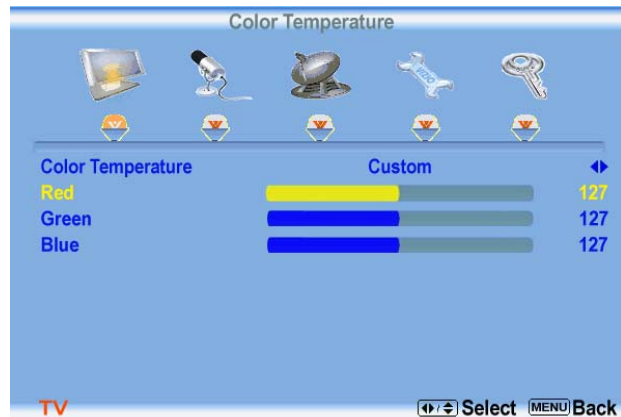 Color Temperature
Color Temperature Custom
Red 127
Green 127
Blue 127
TV Select MENU Back